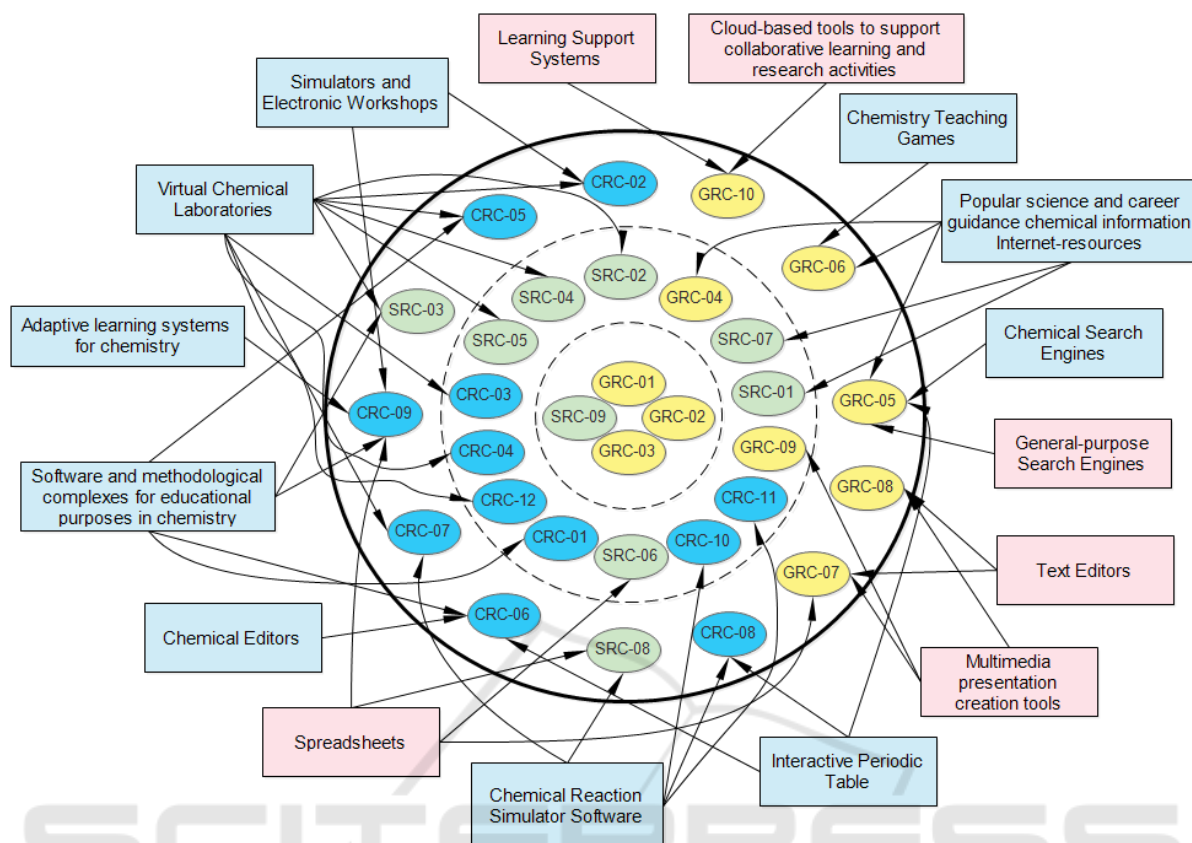 Learning Support
Systems
Cloud-based tools to support
collaborative learning and
research activities
Simulators and
Electronic Workshops
Chemistry Teaching
Games
Virtual Chemical
Laboratories
Popular science and career
guidance chemical information
Internet-resources
Adaptive learning systems
for chemistry
Chemical Search
Engines
Software and methodological
complexes for educational
purposes in chemistry
General-purpose
Search Engines
Text Editors
Chemical Editors
Multimedia
presentation
creation tools
Spreadsheets
Interactive Periodic
Table
Chemical Reaction
Simulator Software
CRC-02
GRC-10
CRC-05
SRC-02
GRC-06
SRC-04
GRC-04
SRC-03
SRC-05
SRC-07
GRC-01
CRC-03
SRC-01
GRC-05
CRC-09
SRC-09
GRC-02
CRC-04
GRC-03
GRC-09
GRC-08
CRC-12
CRC-11
CRC-07
CRC-01
SRC-06
CRC-10
GRC-07
CRC-06
SRC-08
CRC-08
SCITEPRESS